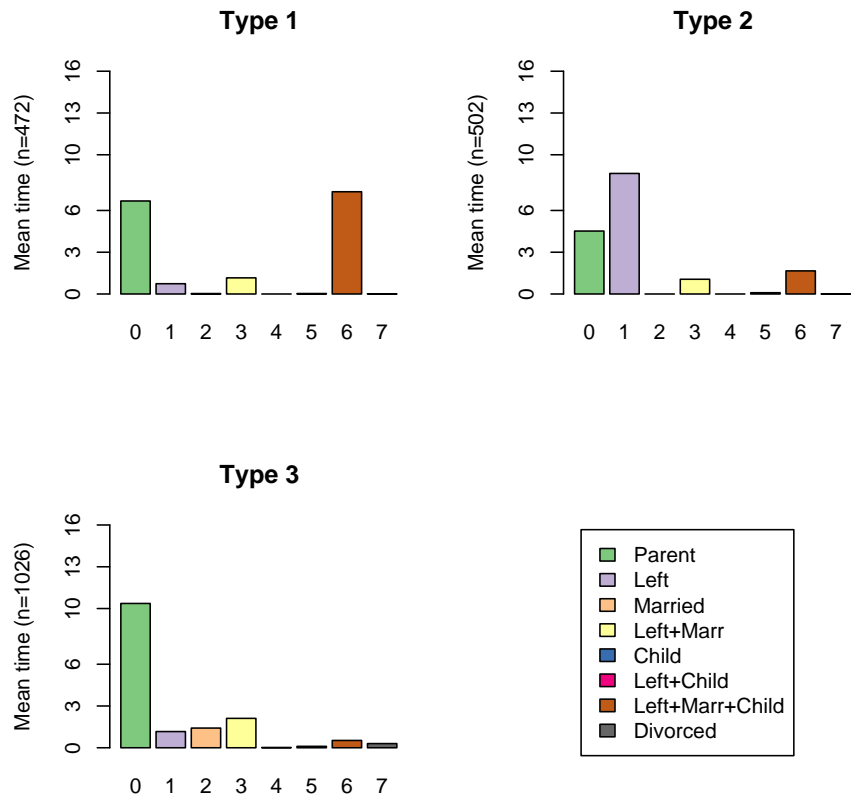 Type 1
Mean time (n=472)
16
13
10
6
3
0
0 1 2 3 4 5 6 7
Type 2
Mean time (n=502)
16
13
10
6
3
0
0 1 2 3 4 5 6 7
Type 3
Mean time (n=1026)
16
13
10
6
3
0
0 1 2 3 4 5 6 7
Parent
Left
Married
Left+Marr
Child
Left+Child
Left+Marr+Child
Divorced